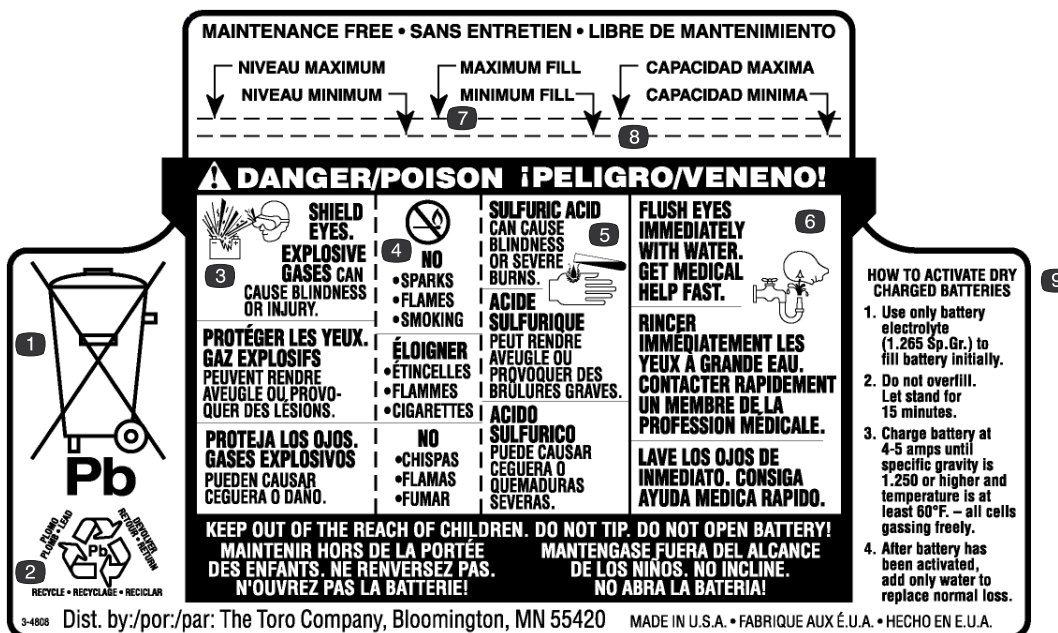 MAINTENANCE FREE • SANS ENTRETIEN • LIBRE DE MANTENIMIENTO
NIVEAU MAXIMUM
MAXIMUM FILL
CAPACIDAD MAXIMA
NIVEAU MINIMUM
MINIMUM FILL
CAPACIDAD MINIMA
7
8
DANGER/POISON ¡PELIGRO/VENENO!
SHIELD
EYES.
EXPLOSIVE
GASES CAN
CAUSE BLINDNESS
OR INJURY.
3
PROTÉGER LES YEUX.
GAZ EXPLOSIFS
PEUVENT RENDRE
AVEUGLE OU PROVO-
QUER DES LÉSIONS.
PROTEJA LOS OJOS.
GASES EXPLOSIVOS
PUEDEN CAUSAR
CEGUERA O DAÑO.
4
NO
•SPARKS
•FLAMES
•SMOKING
ÉLOIGNER
•ÉTINCELLES
•FLAMMES
•CIGARETTES
NO
•CHISPAS
•FLAMAS
•FUMAR
SULFURIC ACID
CAN CAUSE
BLINDNESS
OR SEVERE
BURNS.
5
ACIDE
SULFURIQUE
PEUT RENDRE
AVEUGLE OU
PROVOQUER DES
BRÛLURES GRAVES.
ACIDO
SULFURICO
PUEDE CAUSAR
CEGUERA O
QUEMADURAS
SEVERAS.
FLUSH EYES
IMMEDIATELY
WITH WATER.
GET MEDICAL
HELP FAST.
6
RINCER
IMMÉDIATEMENT LES
YEUX À GRANDE EAU.
CONTACTER RAPIDEMENT
UN MEMBRE DE LA
PROFESSION MÉDICALE.
LAVE LOS OJOS DE
INMEDIATO. CONSIGA
AYUDA MEDICA RAPIDO.
KEEP OUT OF THE REACH OF CHILDREN. DO NOT TIP. DO NOT OPEN BATTERY!
MAINTENIR HORS DE LA PORTÉE
DES ENFANTS. NE RENVERSEZ PAS.
N'OUVREZ PAS LA BATTERIE!
MANTENGASE FUERA DEL ALCANCE
DE LOS NIÑOS. NO INCLINE.
NO ABRA LA BATERIA!
1
Pb
2
PLOMO
PLOMB • LEAD
DEVOLVER
RETOUR • RETURN
Pb
RECYCLE • RECYCLAGE • RECICLAR
9
HOW TO ACTIVATE DRY
CHARGED BATTERIES
1. Use only battery
electrolyte
(1.265 Sp.Gr.) to
fill battery initially.
2. Do not overfill.
Let stand for
15 minutes.
3. Charge battery at
4-5 amps until
specific gravity is
1.250 or higher and
temperature is at
least 60°F. – all cells
gassing freely.
4. After battery has
been activated,
add only water to
replace normal loss.
3-4808 Dist. by:/por:/par: The Toro Company, Bloomington, MN 55420 MADE IN U.S.A. • FABRIQUE AUX É.U.A. • HECHO EN E.U.A.